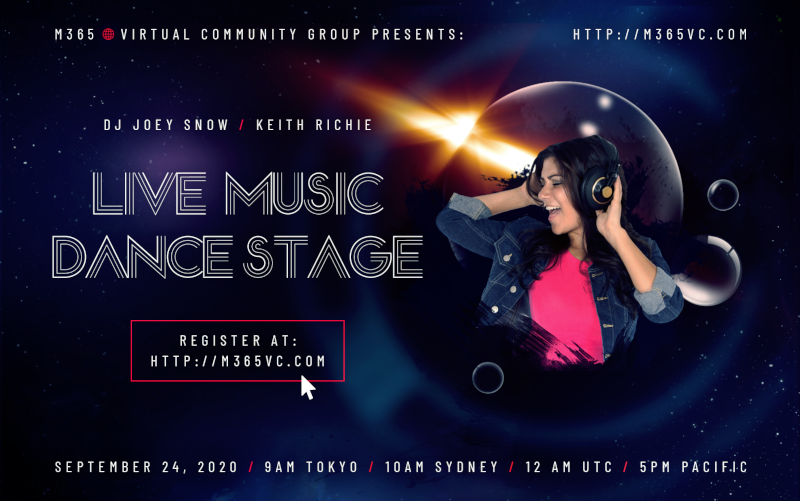 M365 VIRTUAL COMMUNITY GROUP PRESENTS:
HTTP://M365VC.COM
DJ JOEY SNOW / KEITH RICHIE
LIVE MUSIC
DANCE STAGE
REGISTER AT:
HTTP://M365VC.COM
SEPTEMBER 24, 2020 / 9AM TOKYO / 10AM SYDNEY / 12 AM UTC / 5PM PACIFIC